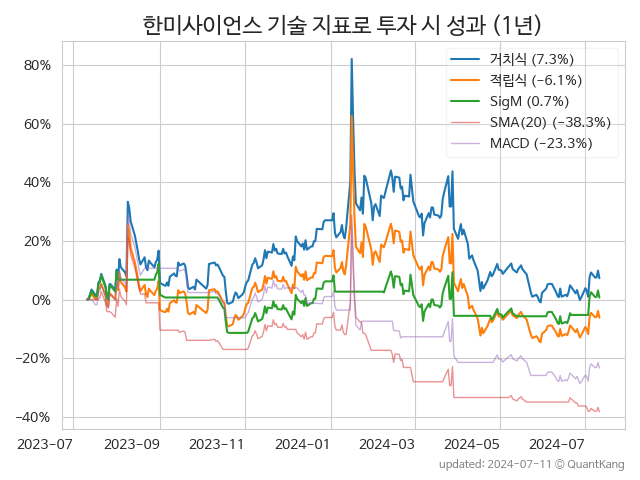 한미사이언스 기술 지표로 투자 시 성과 (1년)
거치식 (7.3%)
적립식 (−6.1%)
SigM (0.7%)
SMA(20) (−38.3%)
MACD (−23.3%)
80%
60%
40%
20%
0%
−20%
−40%
2023-07 2023-09 2023-11 2024-01 2024-03 2024-05 2024-07
updated: 2024-07-11 © QuantKang